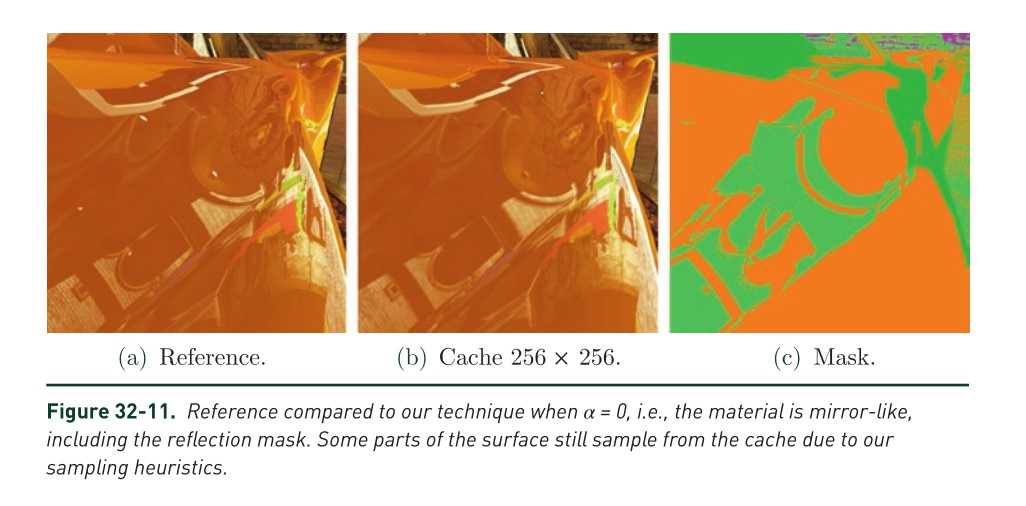 (a) Reference.
(b) Cache 256 × 256.
(c) Mask.
Figure 32-11. Reference compared to our technique when α = 0, i.e., the material is mirror-like,
including the reflection mask. Some parts of the surface still sample from the cache due to our
sampling heuristics.